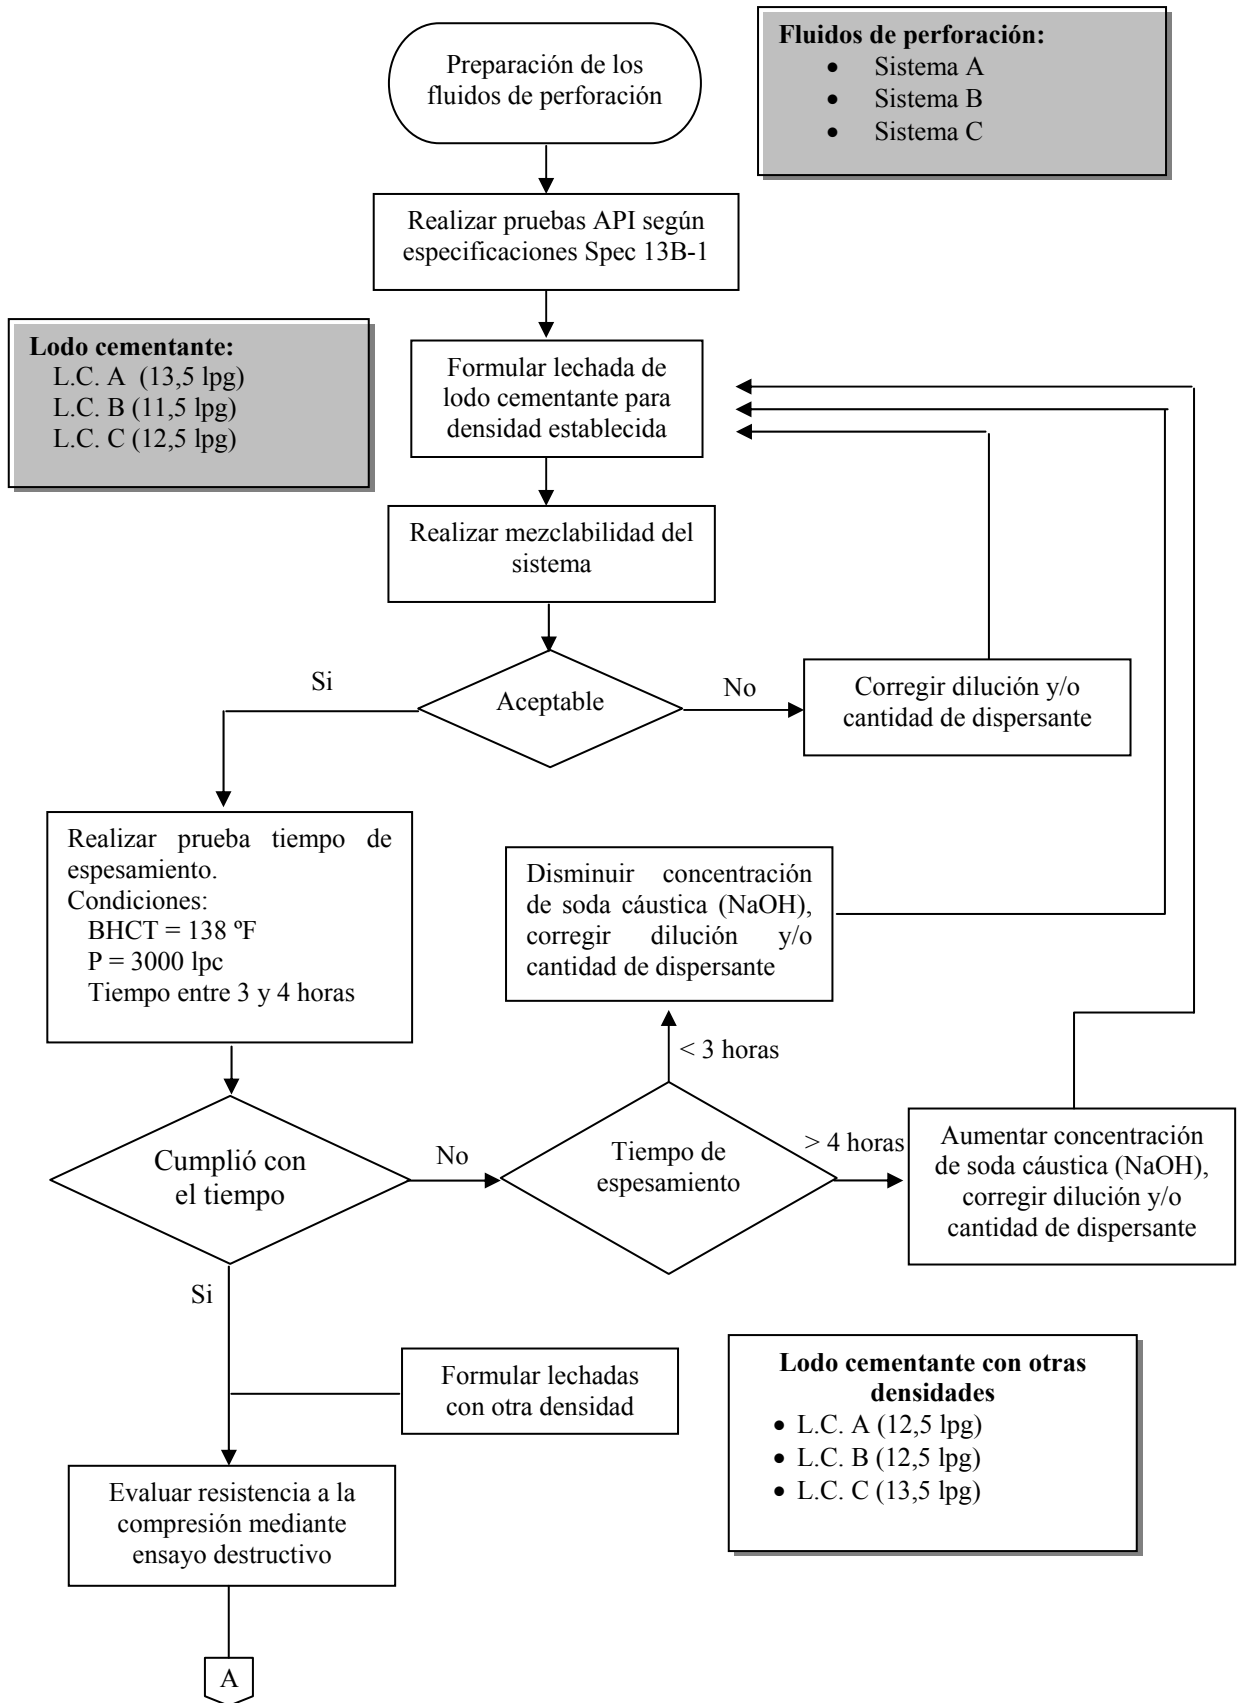 Preparación de los
fluidos de perforación
Fluidos de perforación:
• Sistema A
• Sistema B
• Sistema C
Realizar pruebas API según
especificaciones Spec 13B-1
Lodo cementante:
L.C. A (13,5 lpg)
L.C. B (11,5 lpg)
L.C. C (12,5 lpg)
Formular lechada de
lodo cementante para
densidad establecida
Realizar mezclabilidad del
sistema
Si
Aceptable
No
Corregir dilución y/o
cantidad de dispersante
Realizar prueba tiempo de
espesamiento.
Condiciones:
BHCT = 138 ºF
P = 3000 lpc
Tiempo entre 3 y 4 horas
Disminuir concentración
de soda cáustica (NaOH),
corregir dilución y/o
cantidad de dispersante
< 3 horas
Cumplió con
el tiempo
No
Tiempo de
espesamiento
> 4 horas
Aumentar concentración
de soda cáustica (NaOH),
corregir dilución y/o
cantidad de dispersante
Si
Formular lechadas
con otra densidad
Lodo cementante con otras
densidades
• L.C. A (12,5 lpg)
• L.C. B (12,5 lpg)
• L.C. C (13,5 lpg)
Evaluar resistencia a la
compresión mediante
ensayo destructivo
A